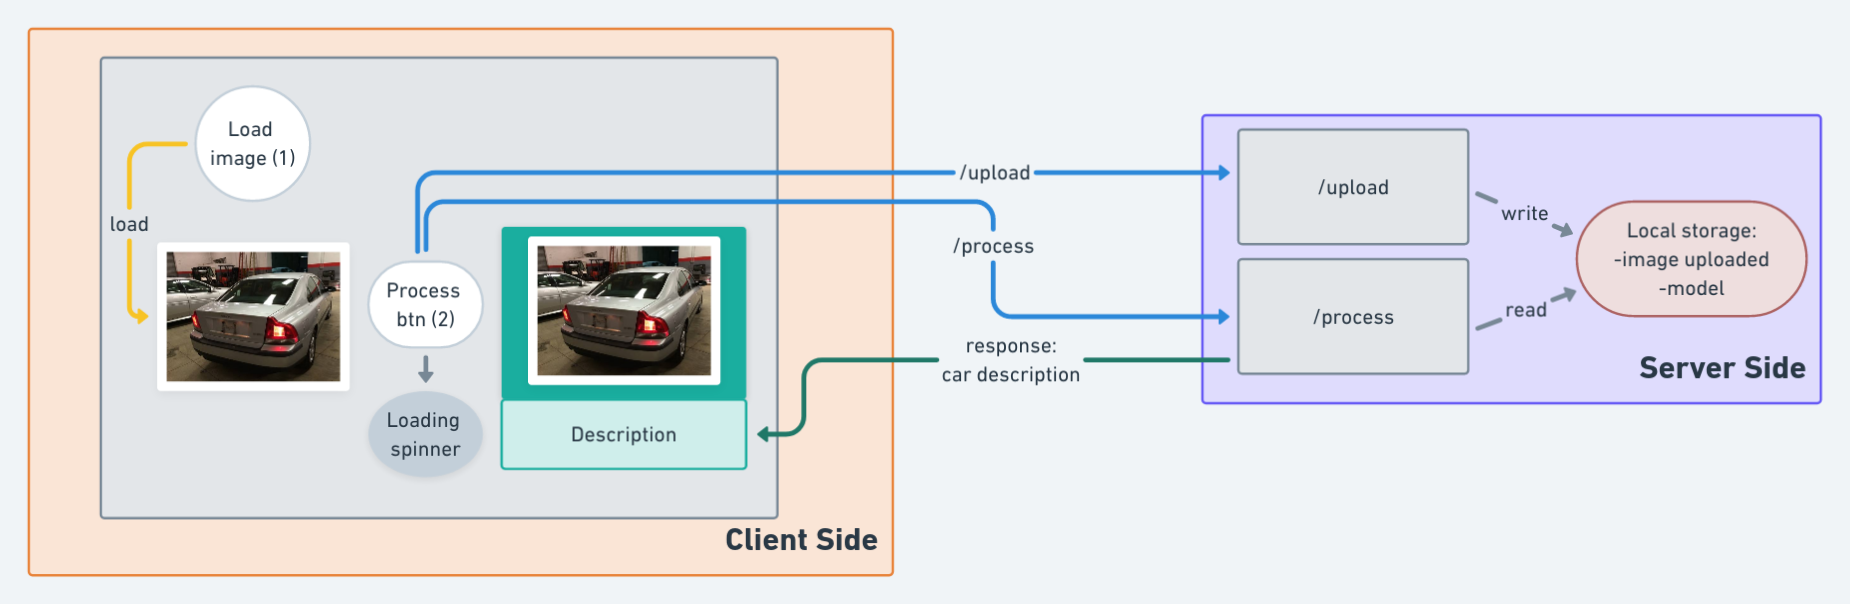 Load
image (1)
load
Process
btn (2)
Loading
spinner
Description
Client Side
/upload
/process
response:
car description
/upload
/process
write
read
Local storage:
-image uploaded
-model
Server Side